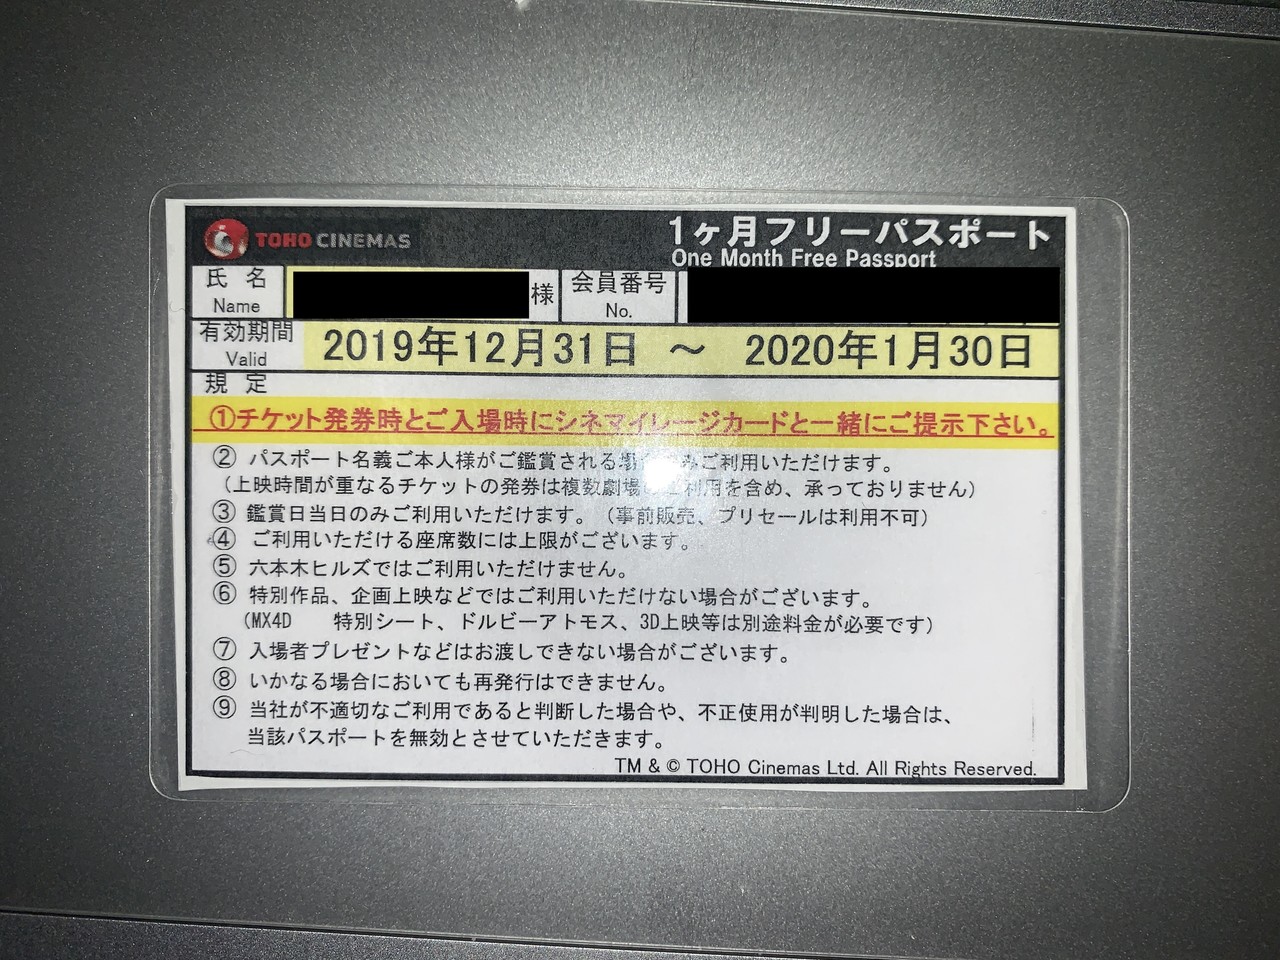 TOHO CINEMAS
1ヶ月フリーパスポート
One Month Free Passport
氏 名
Name
様
会員番号
No.
有効期間
Valid
2019年12月31日 ～ 2020年1月30日
規 定
①チケット発券時とご入場時にシネマイレージカードと一緒にご提示下さい。
② パスポート名義ご本人様がご鑑賞される場 みご利用いただけます。
(上映時間が重なるチケットの発券は複数劇場 利用を含め、承っておりません)
③ 鑑賞日当日のみご利用いただけます。(事前販売、プリセールは利用不可)
④ ご利用いただける座席数には上限がございます。
⑤ 六本木ヒルズではご利用いただけません。
⑥ 特別作品、企画上映などではご利用いただけない場合がございます。
(MX4D 特別シート、ドルビーアトモス、3D上映等は別途料金が必要です)
⑦ 入場者プレゼントなどはお渡しできない場合がございます。
⑧ いかなる場合においても再発行はできません。
⑨ 当社が不適切なご利用であると判断した場合や、不正使用が判明した場合は、
当該パスポートを無効とさせていただきます。
TM & © TOHO Cinemas Ltd. All Rights Reserved.